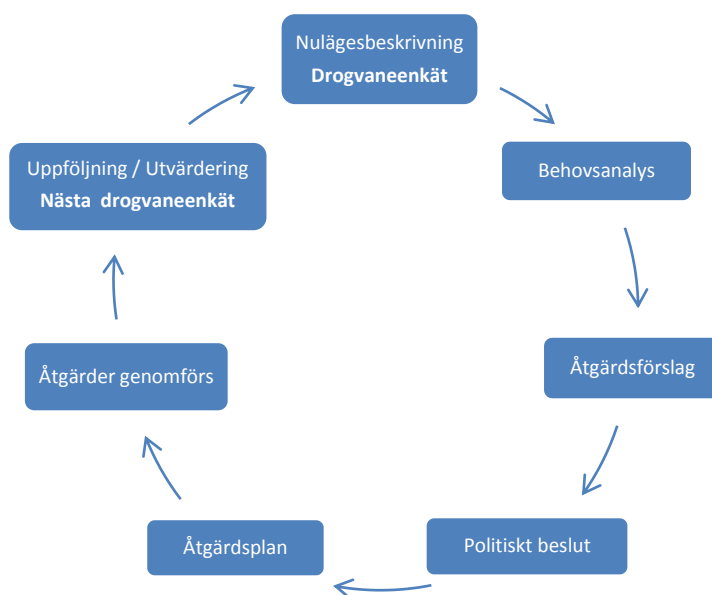 Nulägesbeskrivning
Drogvaneenkät
Behovsanalys
Åtgärdsförslag
Politiskt beslut
Åtgärdsplan
Åtgärder genomförs
Uppföljning / Utvärdering
Nästa drogvaneenkät